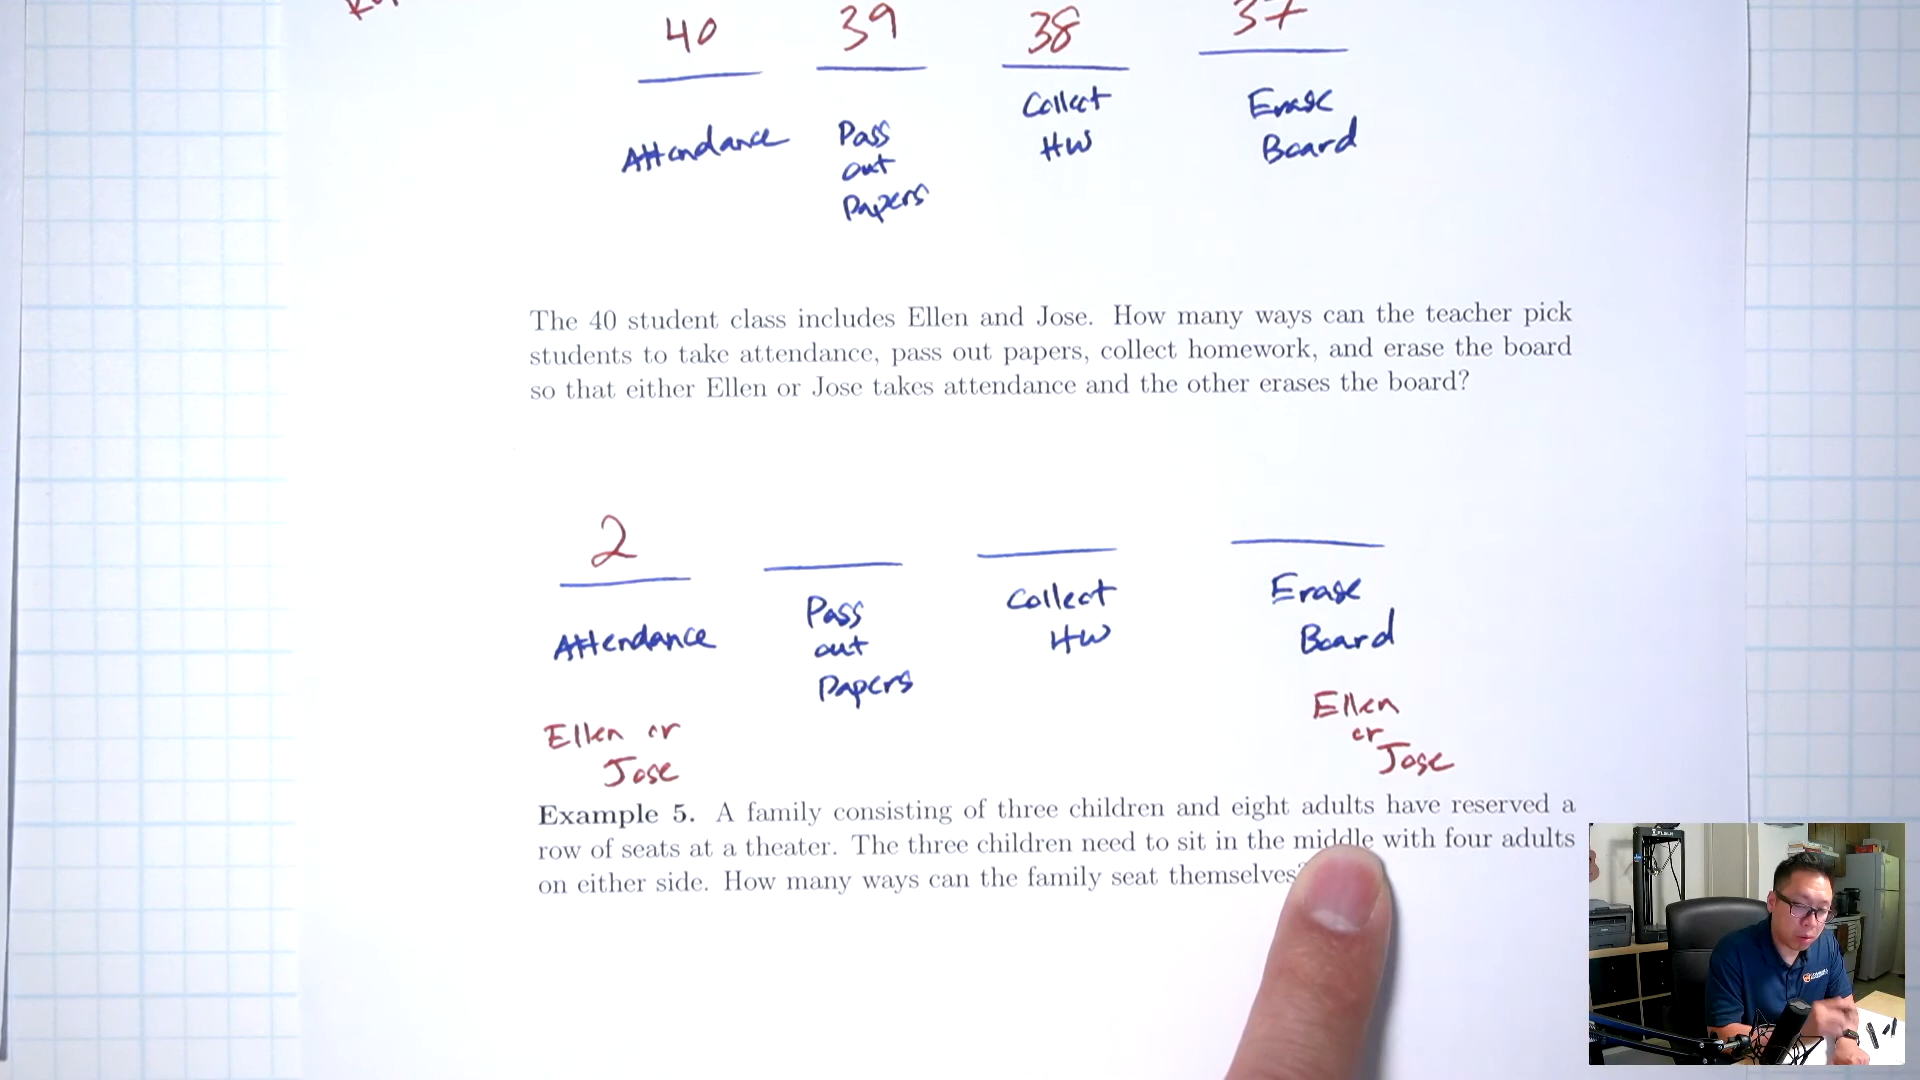 40 39 38 37
Attendance Pass out Papers Collect HW Erase Board
The 40 student class includes Ellen and Jose. How many ways can the teacher pick
students to take attendance, pass out papers, collect homework, and erase the board
so that either Ellen or Jose takes attendance and the other erases the board?
2
Attendance Pass out Papers Collect HW Erase Board
Ellen or Jose Ellen or Jose
Example 5. A family consisting of three children and eight adults have reserved a
row of seats at a theater. The three children need to sit in the middle with four adults
on either side. How many ways can the family seat themselves?